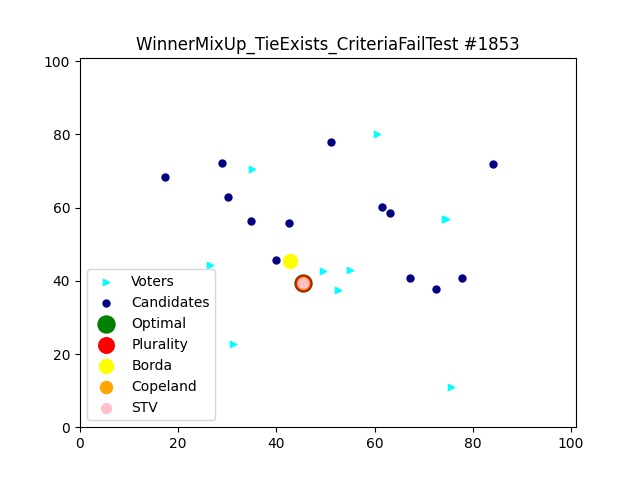 WinnerMixUp_TieExists_CriteriaFailTest #1853
100
80
60
40
20
0
Voters
Candidates
Optimal
Plurality
Borda
Copeland
STV
0 20 40 60 80 100